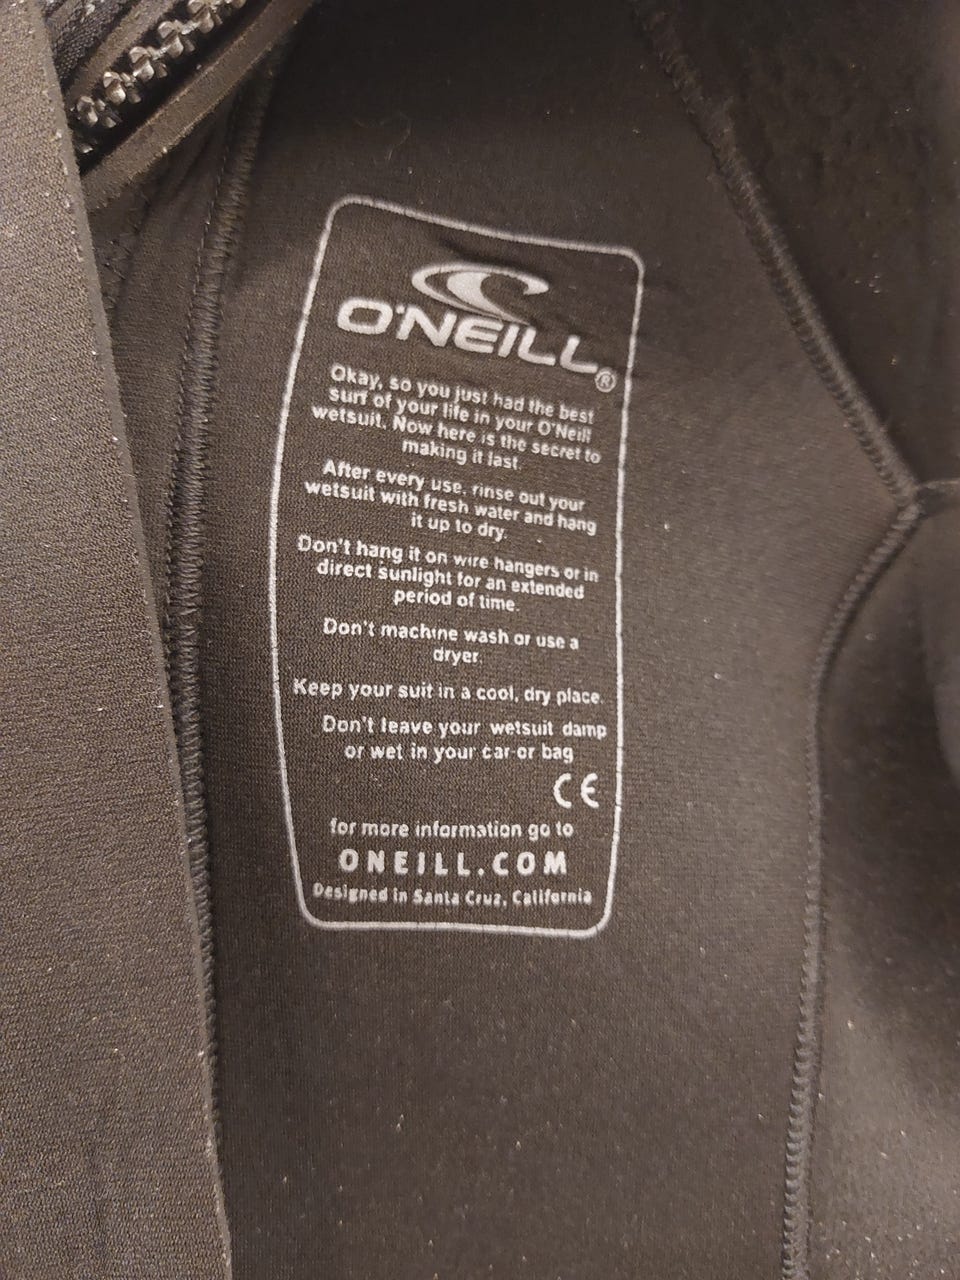 O'NEILL®
Okay, so you just had the best
surf of your life in your O'Neill
wetsuit. Now here is the secret to
making it last.
After every use, rinse out your
wetsuit with fresh water and hang
it up to dry.
Don't hang it on wire hangers or in
direct sunlight for an extended
period of time.
Don't machine wash or use a
dryer.
Keep your suit in a cool, dry place.
Don't leave your wetsuit damp
or wet in your car or bag
CE
for more information go to
ONEILL.COM
Designed in Santa Cruz, California